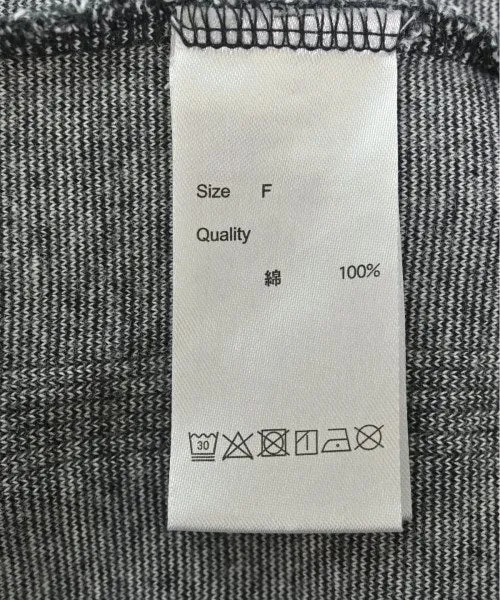 Size F
Quality
綿 100%
30